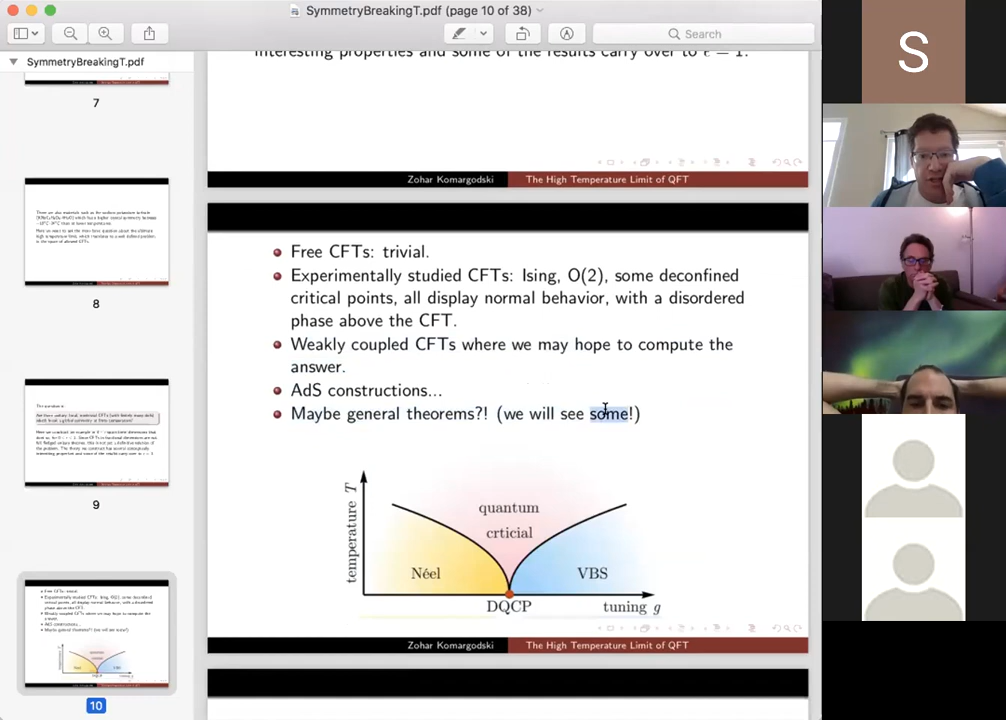 SymmetryBreakingT.pdf (page 10 of 38)
Search
SymmetryBreakingT.pdf
7
8
9
10
interesting properties and some of the results carry over to ϵ = 1.
Zohar Komargodski
The High Temperature Limit of QFT
Free CFTs: trivial.
Experimentally studied CFTs: Ising, O(2), some deconfined
critical points, all display normal behavior, with a disordered
phase above the CFT.
Weakly coupled CFTs where we may hope to compute the
answer.
AdS constructions...
Maybe general theorems?! (we will see some!)
temperature T
quantum
crticial
Néel
VBS
DQCP
tuning g
Zohar Komargodski
The High Temperature Limit of QFT
S